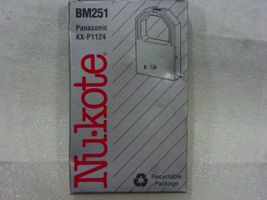 BM251
Panasonic
KX-P1124
Nu·kote
Recyclable
Package